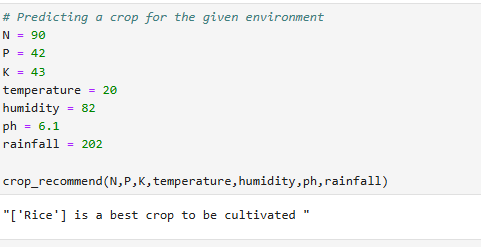 # Predicting a crop for the given environment
N = 90
P = 42
K = 43
temperature = 20
humidity = 82
ph = 6.1
rainfall = 202
crop_recommend(N,P,K,temperature,humidity,ph,rainfall)
"['Rice'] is a best crop to be cultivated "